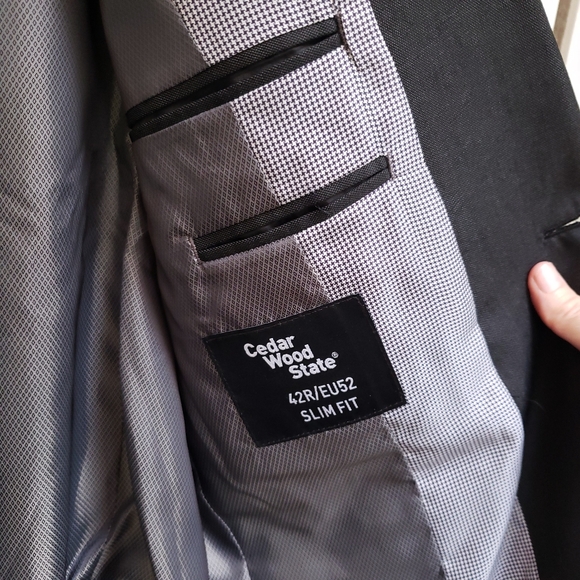 Cedar
Wood
State®
42R/EU52
SLIM FIT